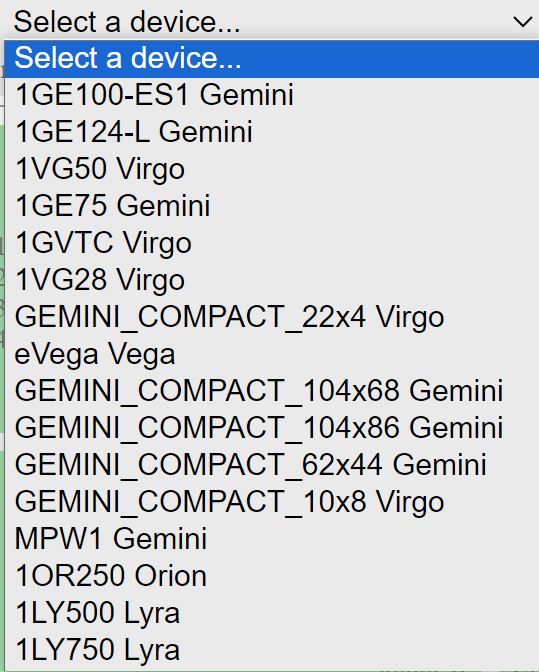 Select a device...
Select a device...
1GE100-ES1 Gemini
1GE124-L Gemini
1VG50 Virgo
1GE75 Gemini
1GVTC Virgo
1VG28 Virgo
GEMINI_COMPACT_22x4 Virgo
eVega Vega
GEMINI_COMPACT_104x68 Gemini
GEMINI_COMPACT_104x86 Gemini
GEMINI_COMPACT_62x44 Gemini
GEMINI_COMPACT_10x8 Virgo
MPW1 Gemini
1OR250 Orion
1LY500 Lyra
1LY750 Lyra